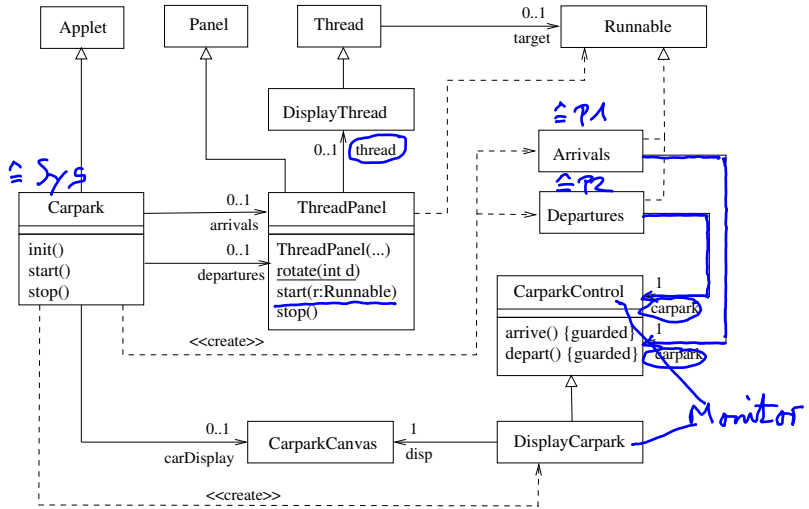 Applet
Panel
Thread
0..1
target
Runnable
DisplayThread
0..1
thread
≙ P1
Arrivals
≙ P2
Departures
≙ Sys
Carpark
init()
start()
stop()
0..1
arrivals
0..1
departures
ThreadPanel
ThreadPanel(...)
rotate(int d)
start(r:Runnable)
stop()
<<create>>
CarparkControl
arrive() {guarded}
depart() {guarded}
1
carpark
1
carpark
Monitor
0..1
carDisplay
CarparkCanvas
1
disp
DisplayCarpark
<<create>>